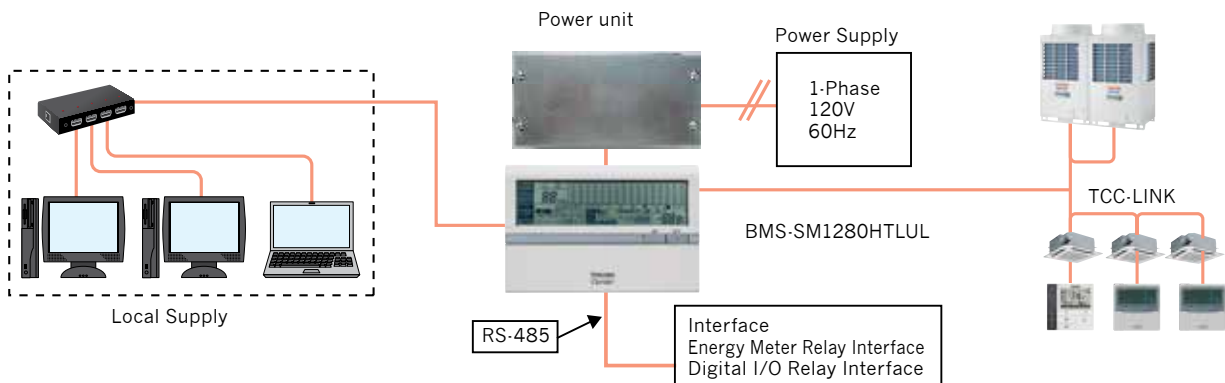 Power unit
Power Supply
1-Phase
120V
60Hz
TCC-LINK
BMS-SM1280HTLUL
Local Supply
RS-485
Interface
Energy Meter Relay Interface
Digital I/O Relay Interface